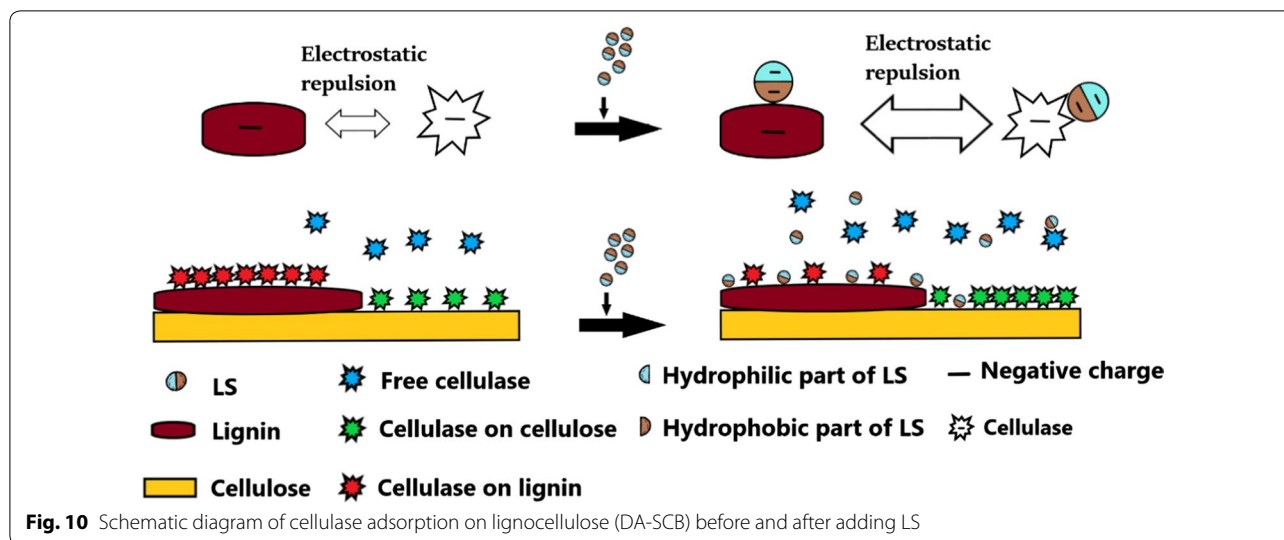 Electrostatic
repulsion
Electrostatic
repulsion
LS
Free cellulase
Hydrophilic part of LS
Negative charge
Lignin
Cellulase on cellulose
Hydrophobic part of LS
Cellulase
Cellulose
Cellulase on lignin
Fig. 10 Schematic diagram of cellulase adsorption on lignocellulose (DA-SCB) before and after adding LS